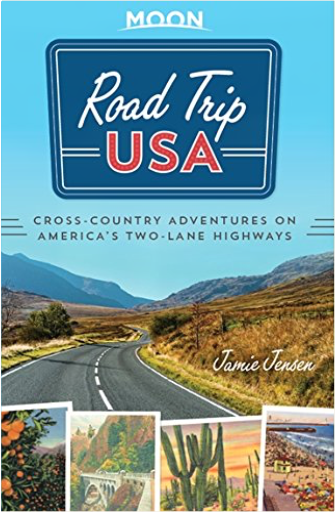 MOON
Road Trip
USA
CROSS-COUNTRY ADVENTURES ON
AMERICA'S TWO-LANE HIGHWAYS
Jamie Jensen